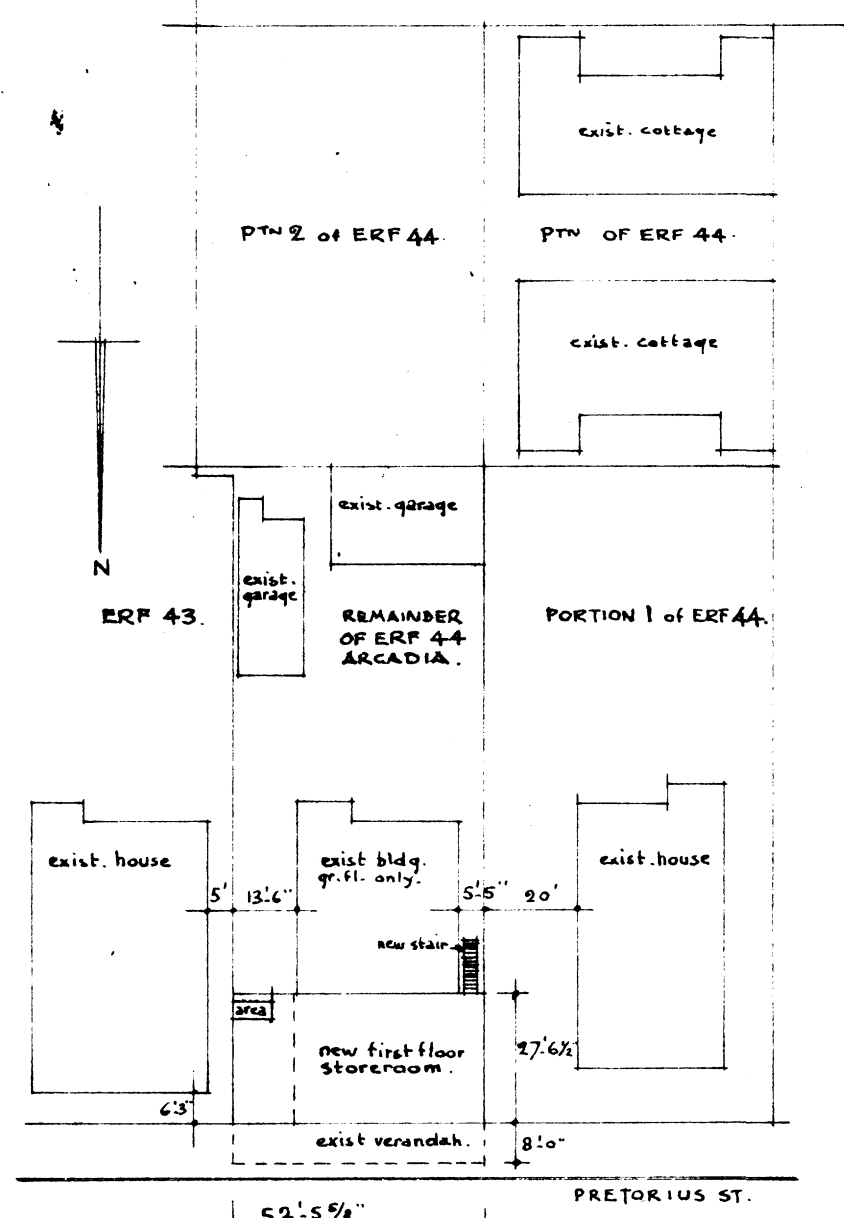 exist. cottage
PTN 2 of ERF 44.
PTN OF ERF 44.
exist. cottage
exist. garage
N
exist.
garage
ERF 43.
REMAINDER
OF ERF 44
ARCADIA.
PORTION 1 of ERF 44.
exist. house
exist bldg.
gr. fl. only.
exist. house
5'
13'-6"
5'-5"
20'
new stair
area
new first floor
storeroom.
27'-6½"
6'3"
exist verandah.
8'-0"
PRETORIUS ST.
52'-5⅝"